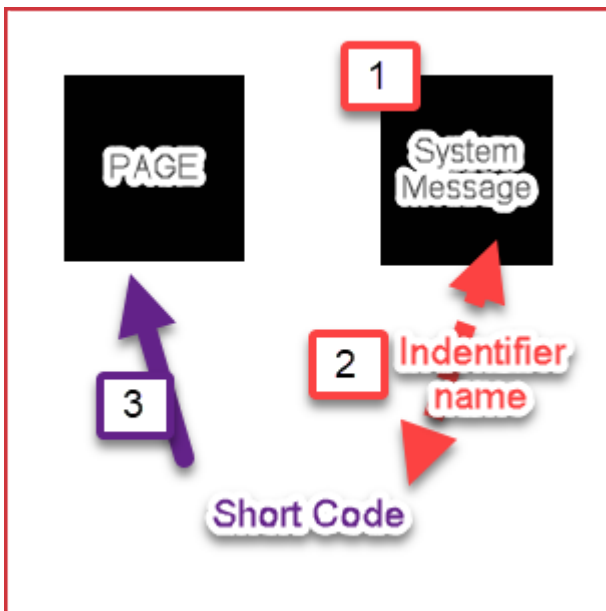 1
PAGE
System
Message
2
Indentifier
name
3
Short Code